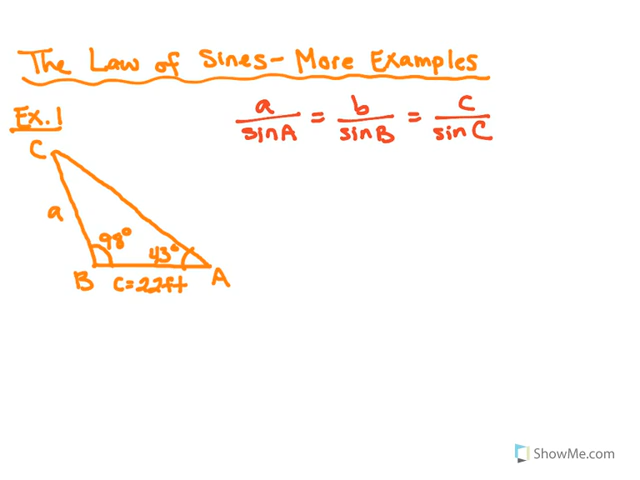 The Law of Sines - More Examples
Ex. 1
a/sinA = b/sinB = c/sinC
C
a
98° 43°
B A
c=22ft
ShowMe.com